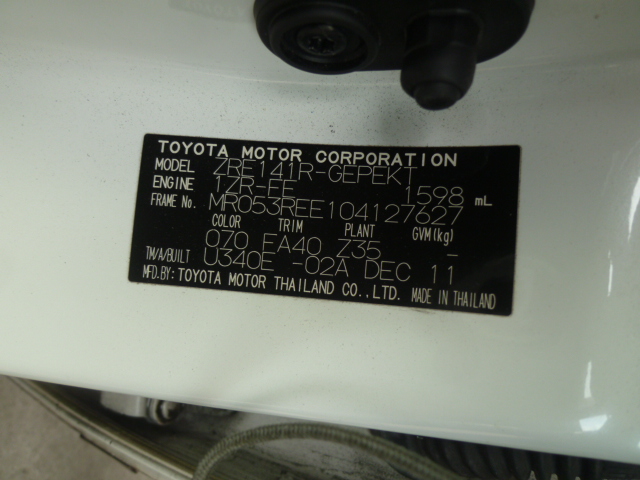 TOYOTA MOTOR CORPORATION
MODEL ZRE141R-GEPEKT
ENGINE 1ZR-FE 1598 mL
FRAME No. MR053REE104127627
COLOR TRIM PLANT GVM(kg)
070 FA40 Z35 -
TM/A/BUILT U340E -02A DEC 11
MFD.BY: TOYOTA MOTOR THAILAND CO.,LTD. MADE IN THAILAND